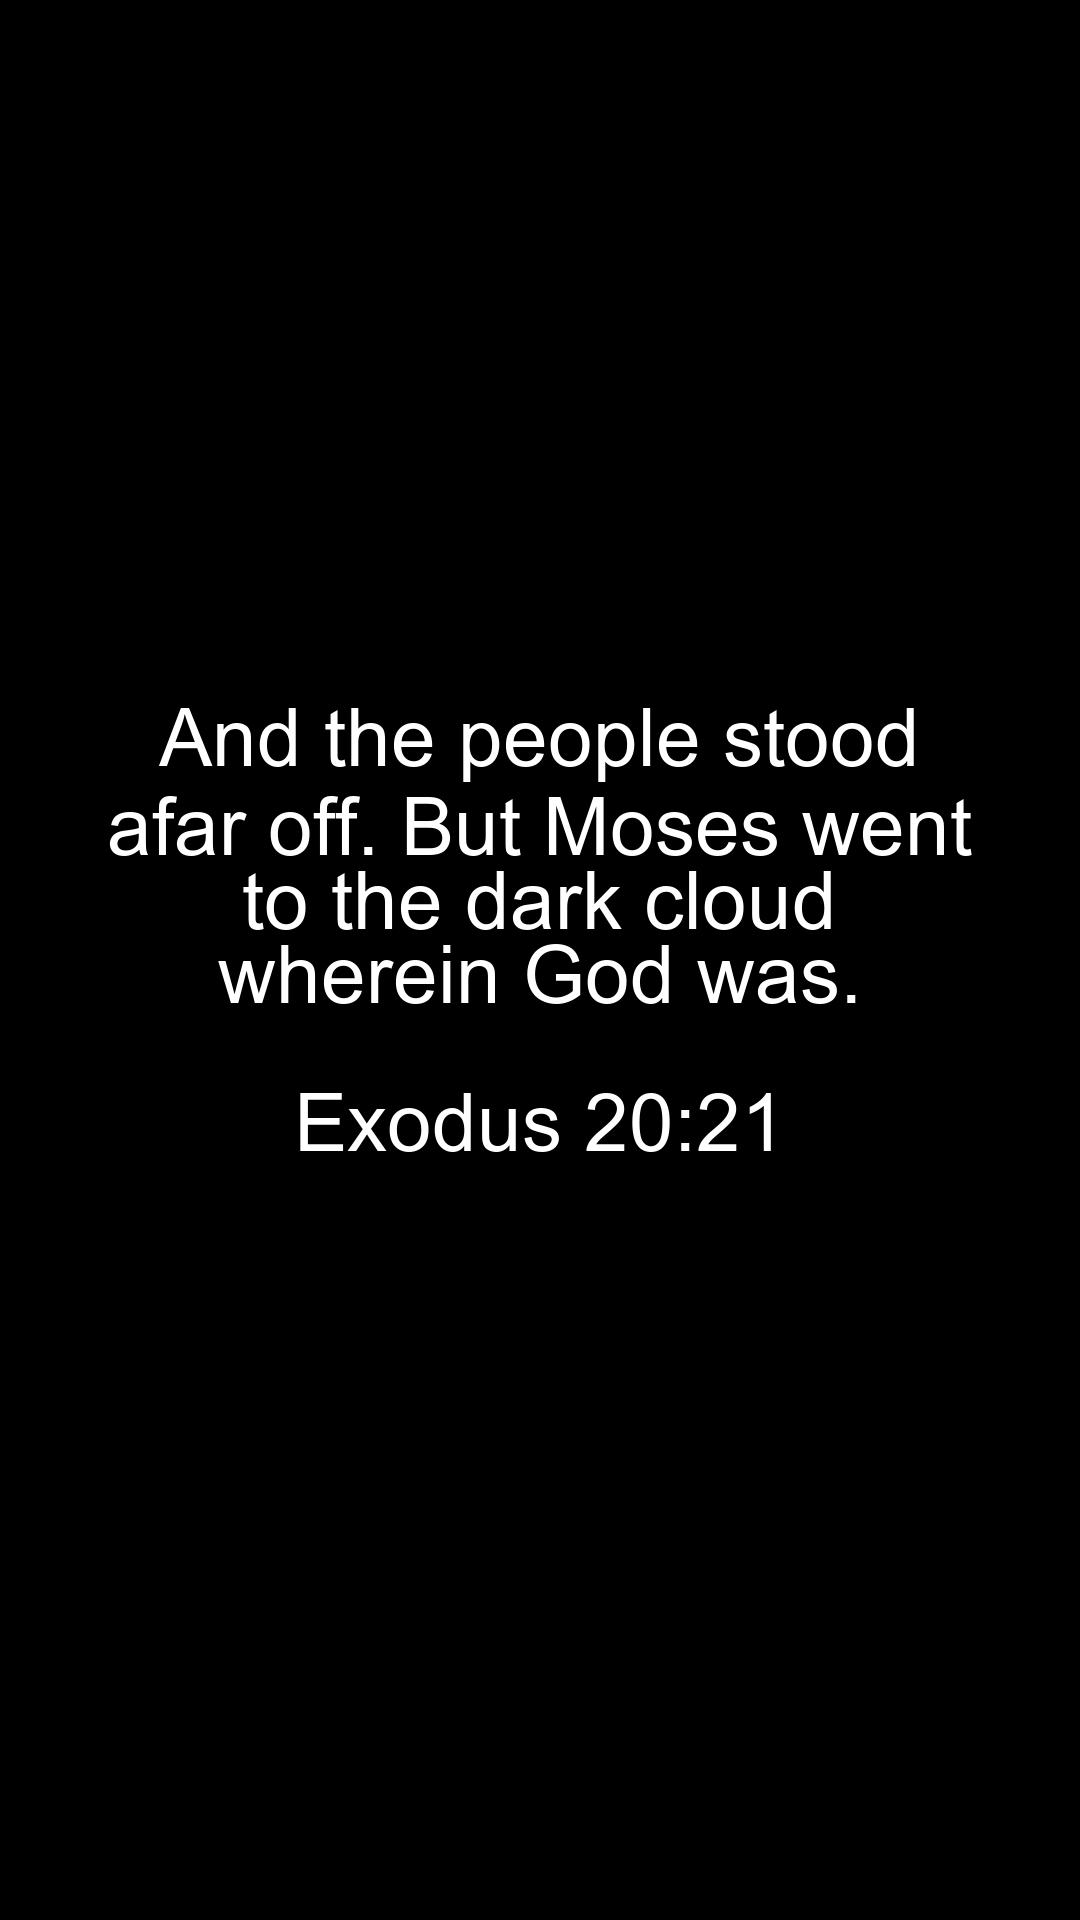 And the people stood
afar off. But Moses went
to the dark cloud
wherein God was.
Exodus 20:21